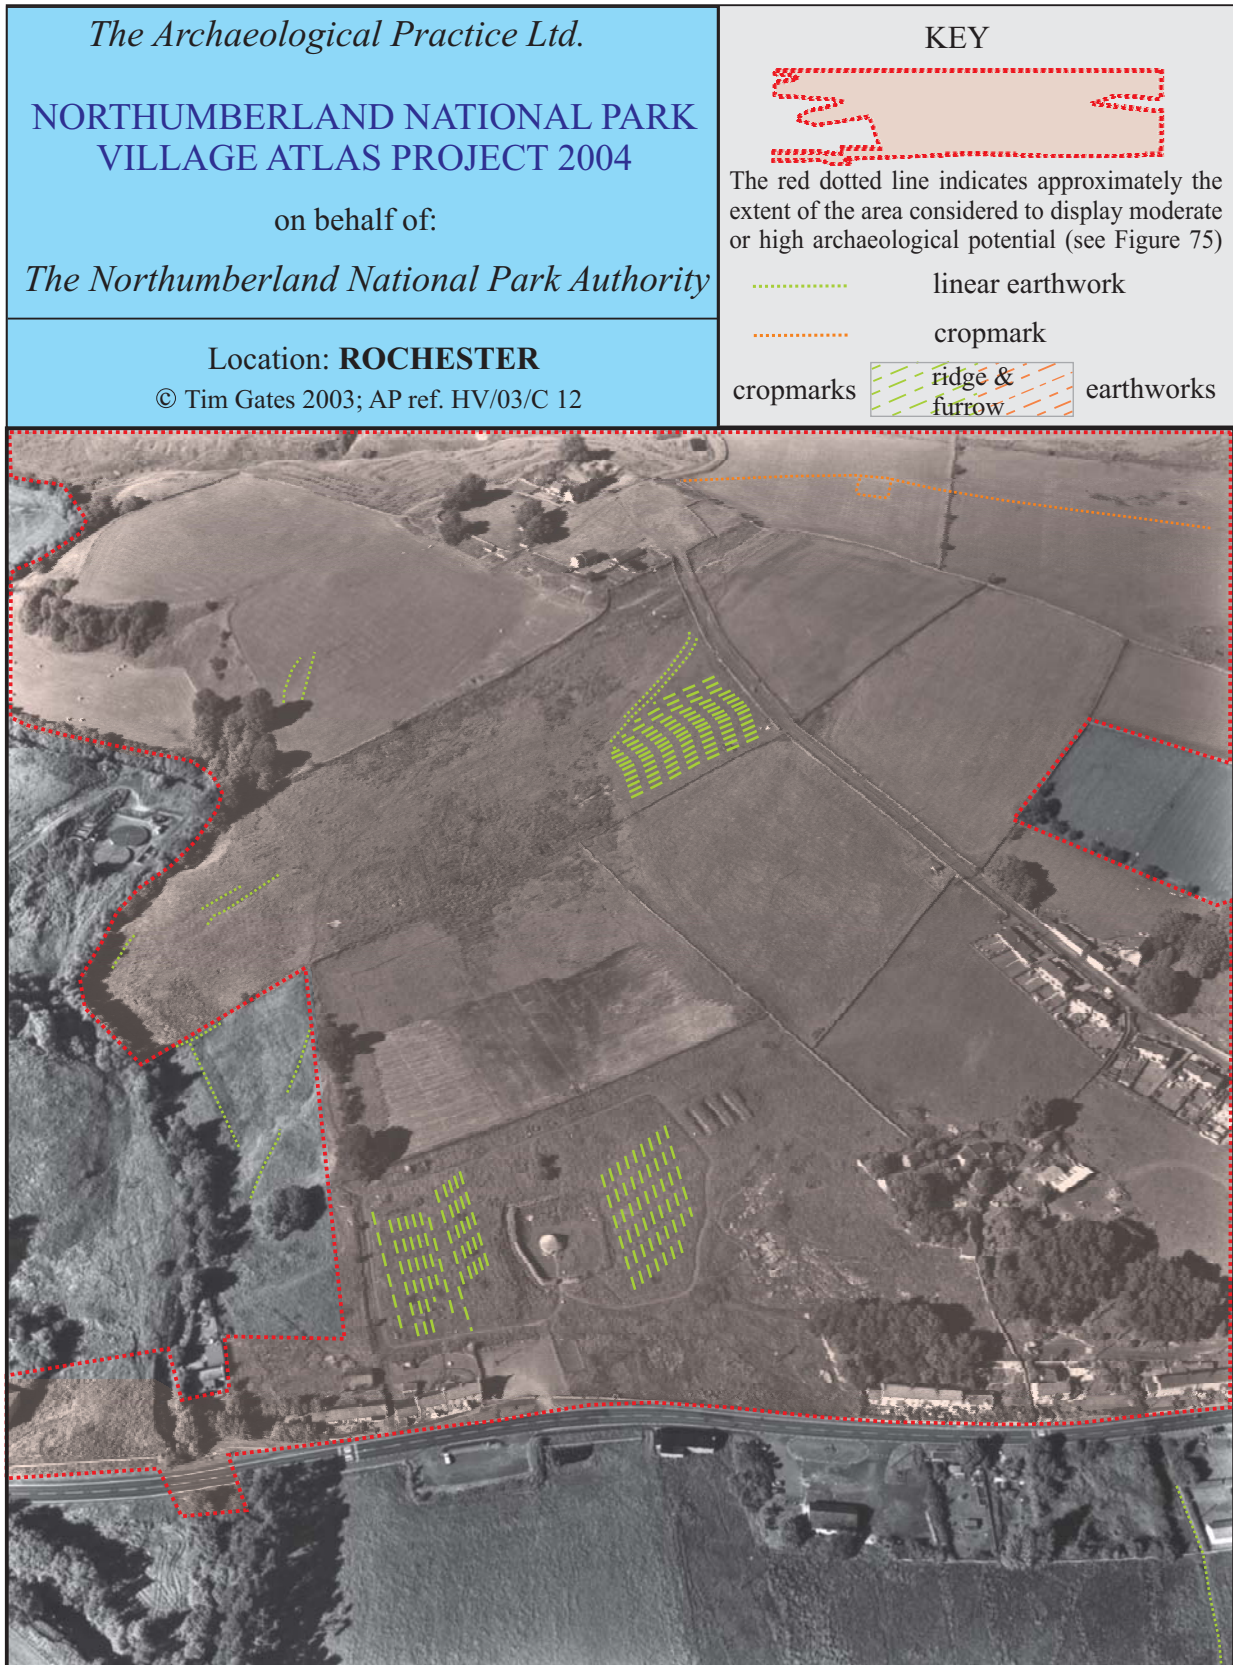 The Archaeological Practice Ltd.
NORTHUMBERLAND NATIONAL PARK
VILLAGE ATLAS PROJECT 2004
on behalf of:
The Northumberland National Park Authority
Location: ROCHESTER
© Tim Gates 2003; AP ref. HV/03/C 12
KEY
The red dotted line indicates approximately the
extent of the area considered to display moderate
or high archaeological potential (see Figure 75)
linear earthwork
cropmark
cropmarks ridge & earthworks
furrow